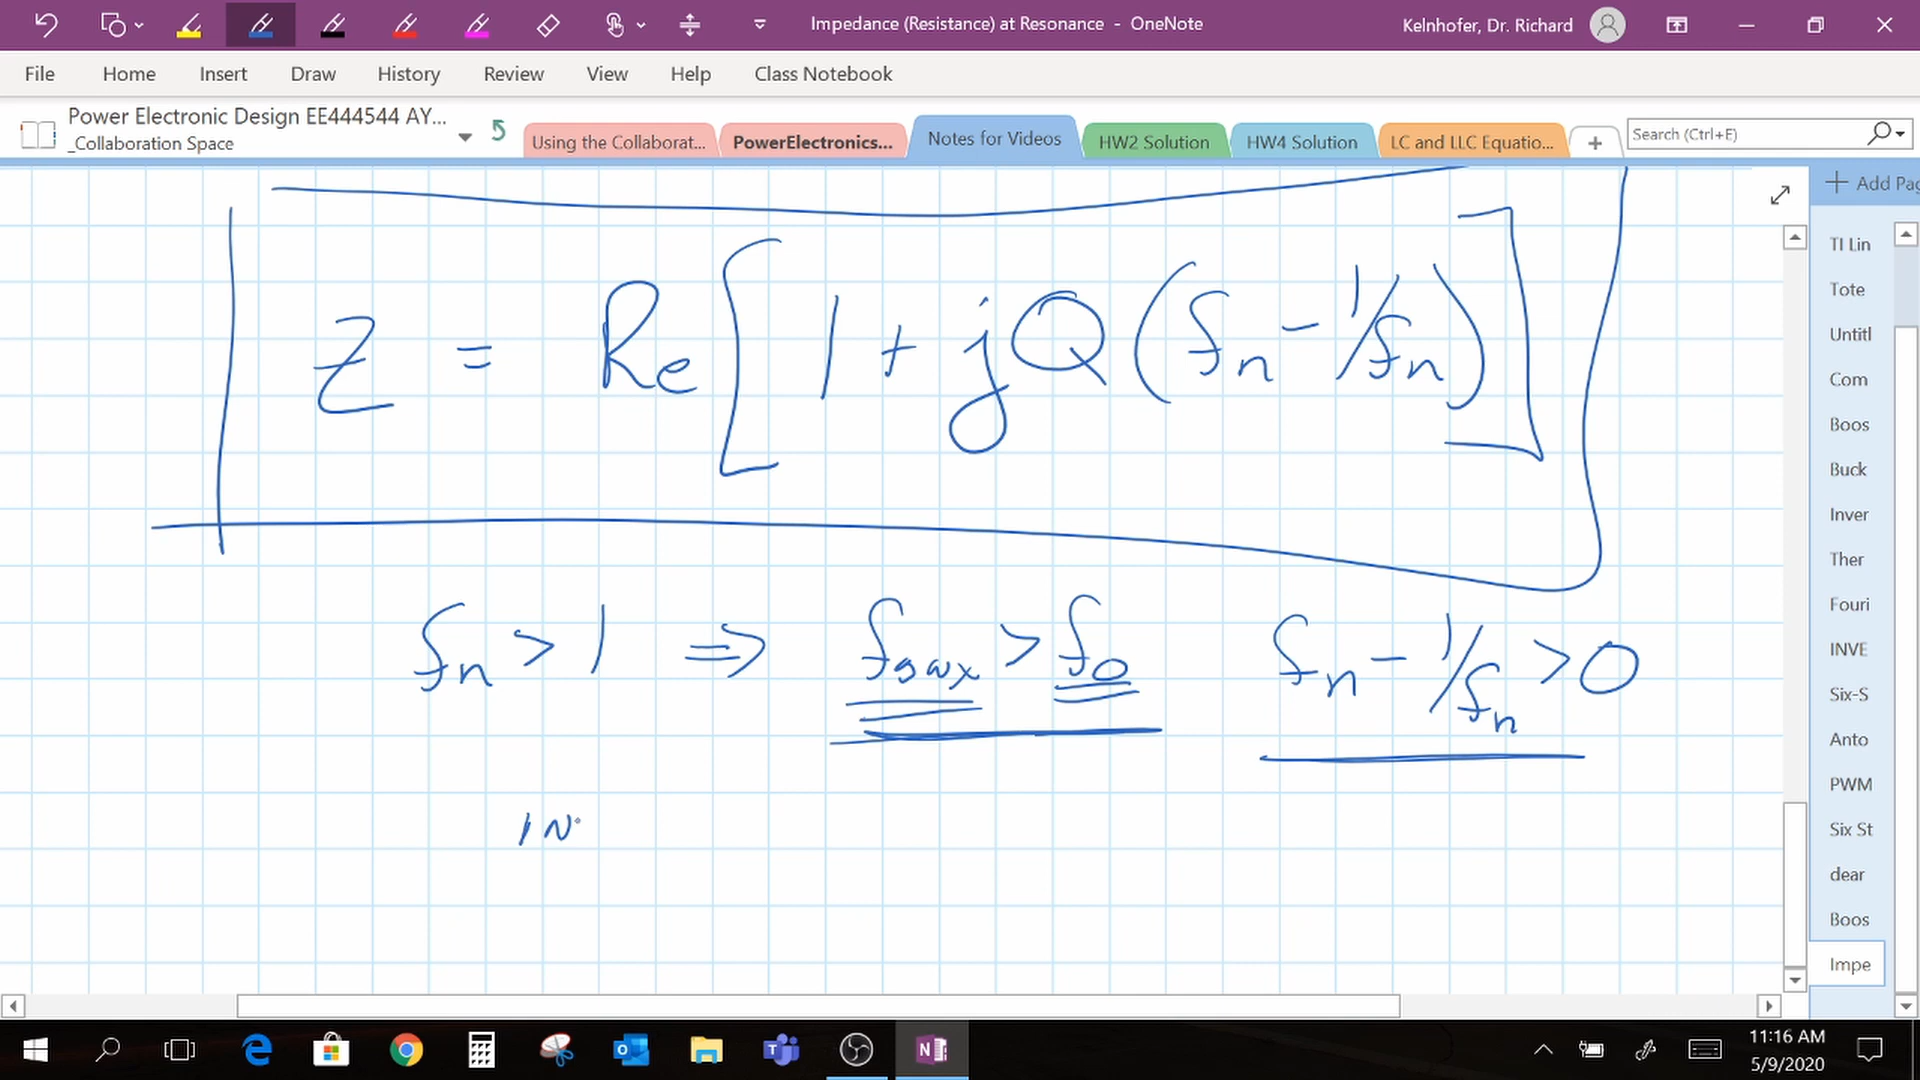 Impedance (Resistance) at Resonance - OneNote
Kelnhofer, Dr. Richard
File Home Insert Draw History Review View Help Class Notebook
Power Electronic Design EE444544 AY...
_Collaboration Space
Using the Collaborat... PowerElectronics... Notes for Videos HW2 Solution HW4 Solution LC and LLC Equatio... + Search (Ctrl+E)
+ Add Pag
TI Lin
Tote
Untitl
Com
Boos
Buck
Inver
Ther
Fouri
INVE
Six-S
Anto
PWM
Six St
dear
Boos
Impe
Z = Re[1 + jQ(fn - 1/fn)]
fn > 1 ⇒ > fo fn - 1/fn > 0
IN
11:16 AM
5/9/2020